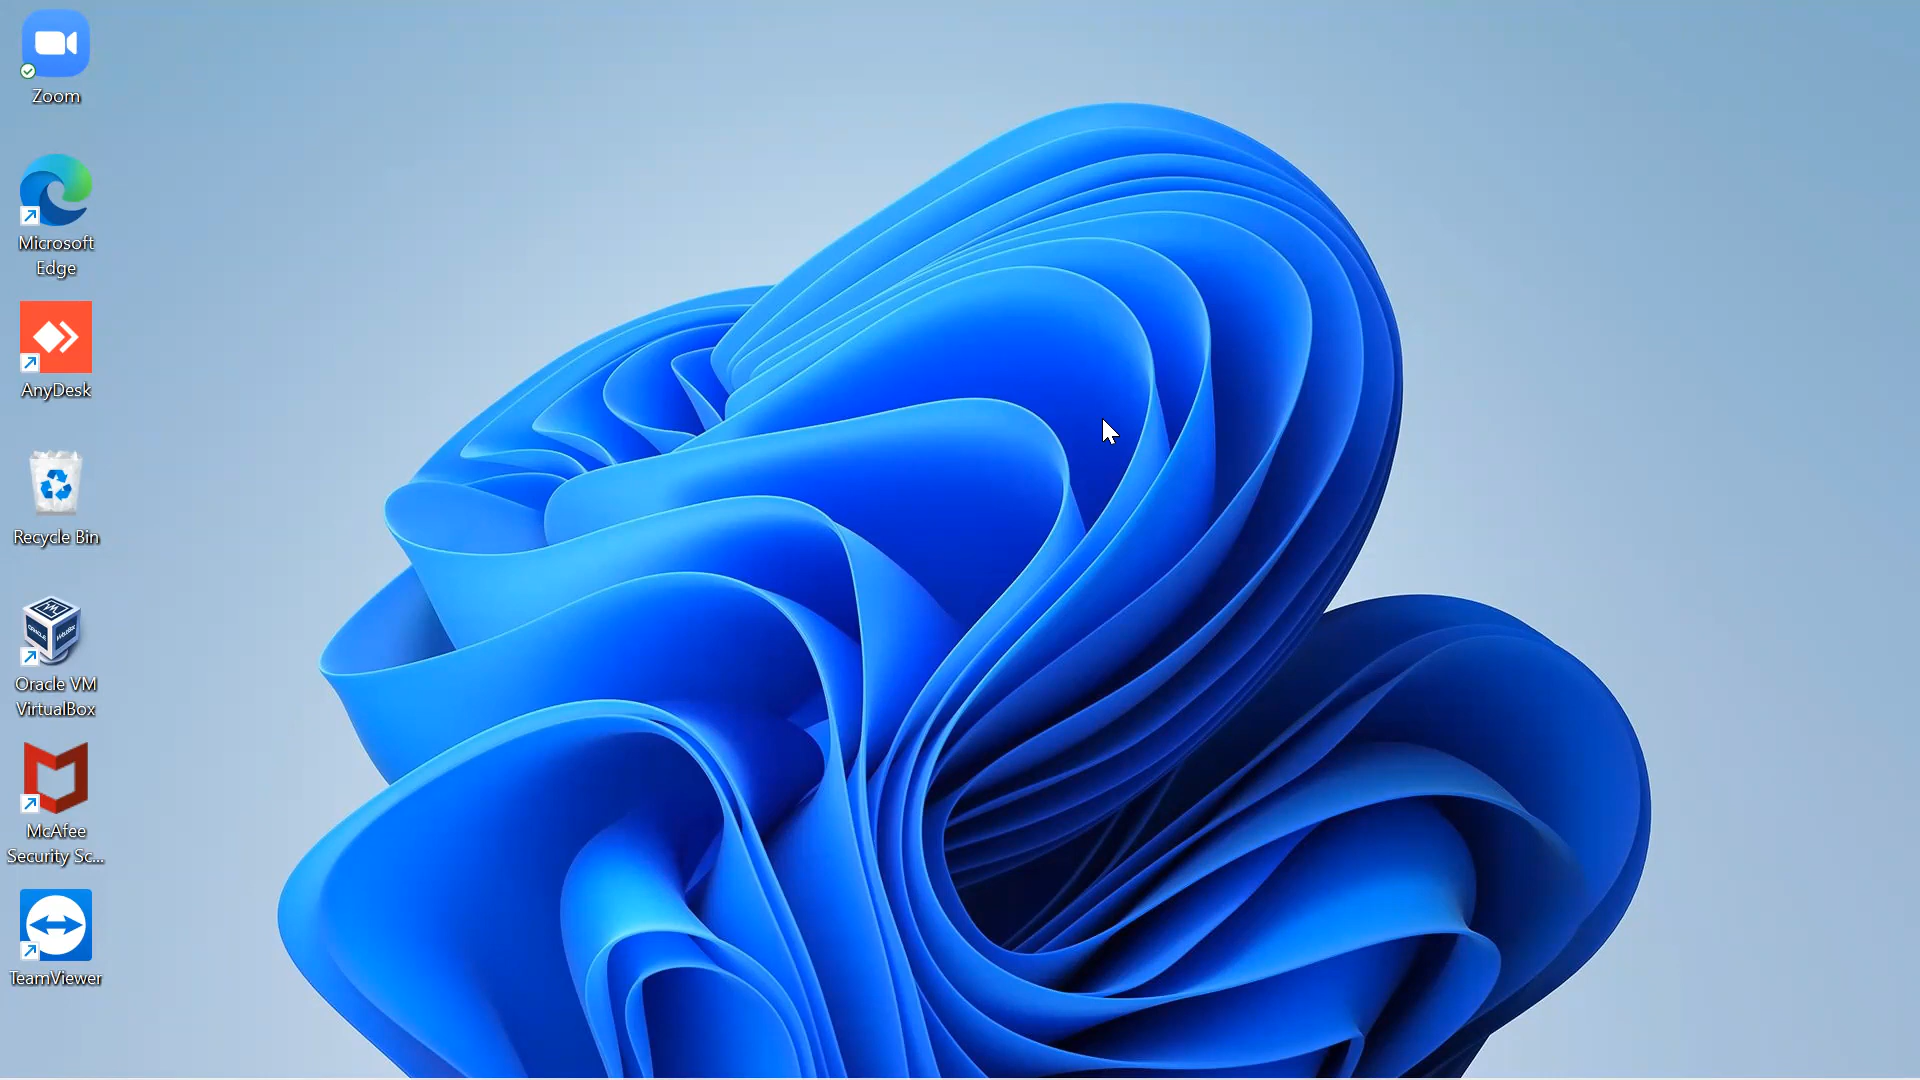 Zoom
Microsoft
Edge
AnyDesk
Recycle Bin
Oracle VM
VirtualBox
McAfee
Security Sc...
TeamViewer